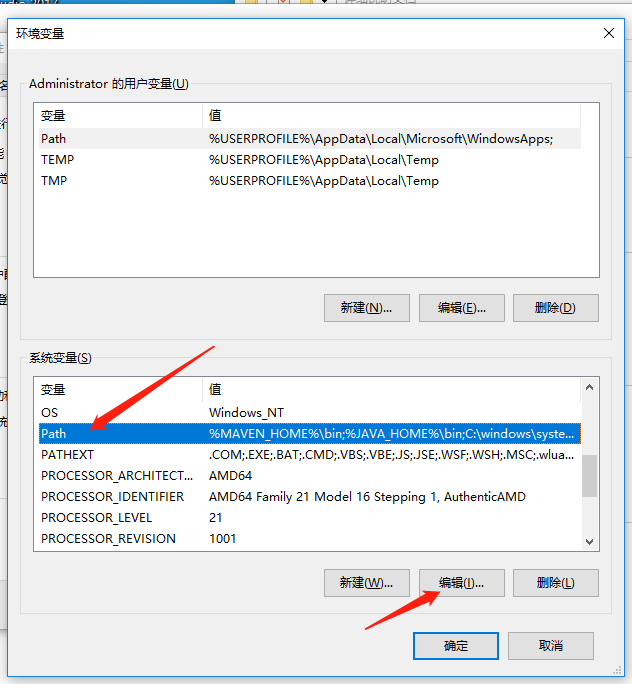 环境变量
Administrator 的用户变量(U)
变量 值
Path %USERPROFILE%\AppData\Local\Microsoft\WindowsApps;
TEMP %USERPROFILE%\AppData\Local\Temp
TMP %USERPROFILE%\AppData\Local\Temp
新建(N)... 编辑(E)... 删除(D)
系统变量(S)
变量 值
OS Windows_NT
Path %MAVEN_HOME%\bin;%JAVA_HOME%\bin;C:\windows\syste...
PATHEXT .COM;.EXE;.BAT;.CMD;.VBS;.VBE;.JS;.JSE;.WSF;.WSH;.MSC;.wlua...
PROCESSOR_ARCHITECT... AMD64
PROCESSOR_IDENTIFIER AMD64 Family 21 Model 16 Stepping 1, AuthenticAMD
PROCESSOR_LEVEL 21
PROCESSOR_REVISION 1001
新建(W)... 编辑(I)... 删除(L)
确定 取消